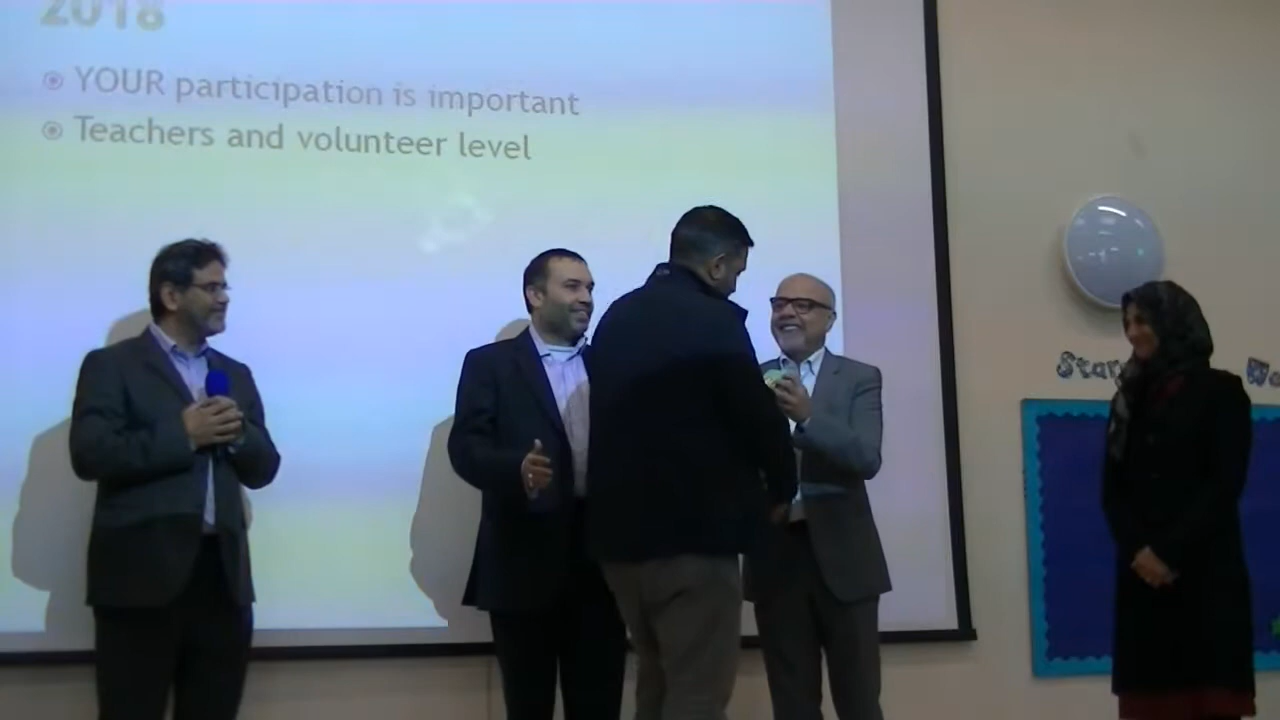 2018
YOUR participation is important
Teachers and volunteer level